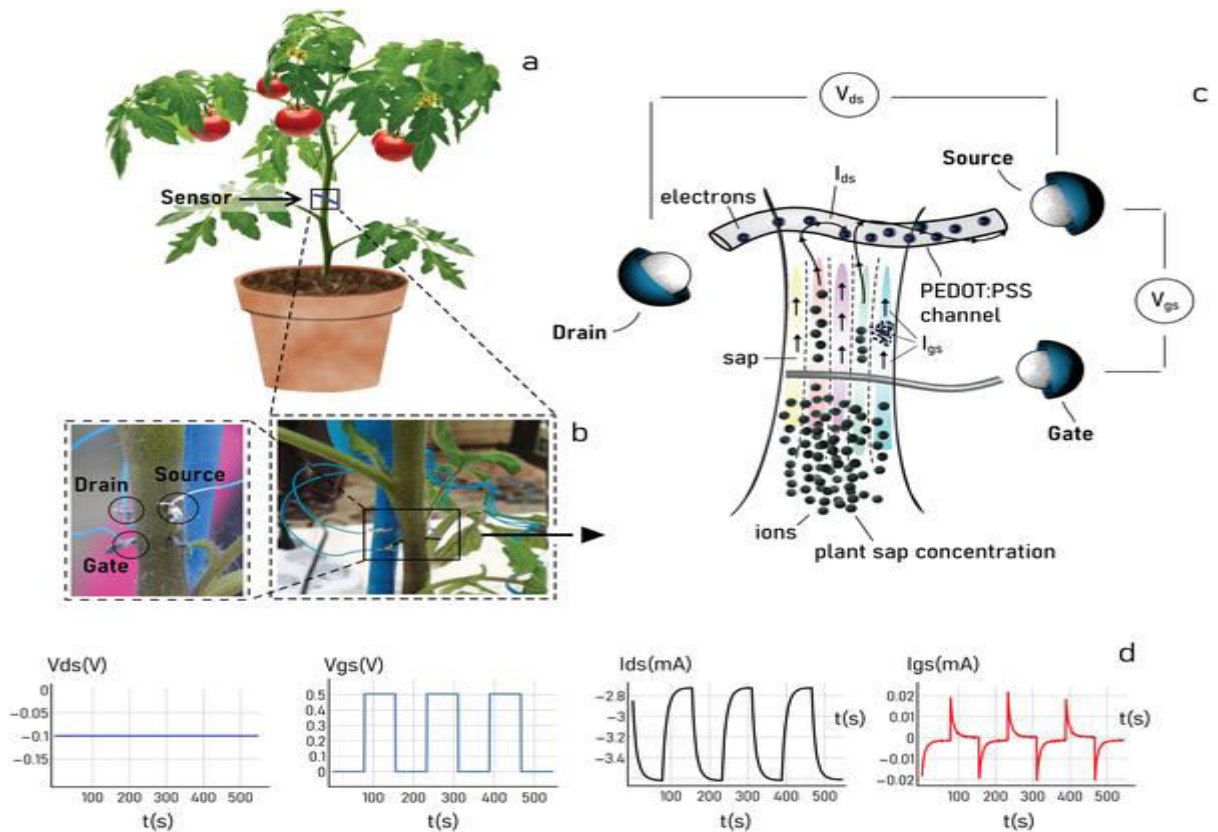 a
Sensor
b
Drain
Source
Gate
c
Vds
Source
Ids
electrons
PEDOT:PSS
channel
Drain
Vgs
sap
Igs
Gate
ions
plant sap concentration
d
Vds(V)
0
−0.05
−0.1
−0.15
100 200 300 400 500
t(s)
Vgs(V)
0.5
0.4
0.3
0.2
0.1
0
100 200 300 400 500
t(s)
Ids(mA)
−2.8
−3
−3.2
−3.4
t(s)
100 200 300 400 500
t(s)
Igs(mA)
0.02
0.01
0
−0.01
−0.02
t(s)
100 200 300 400 500
t(s)